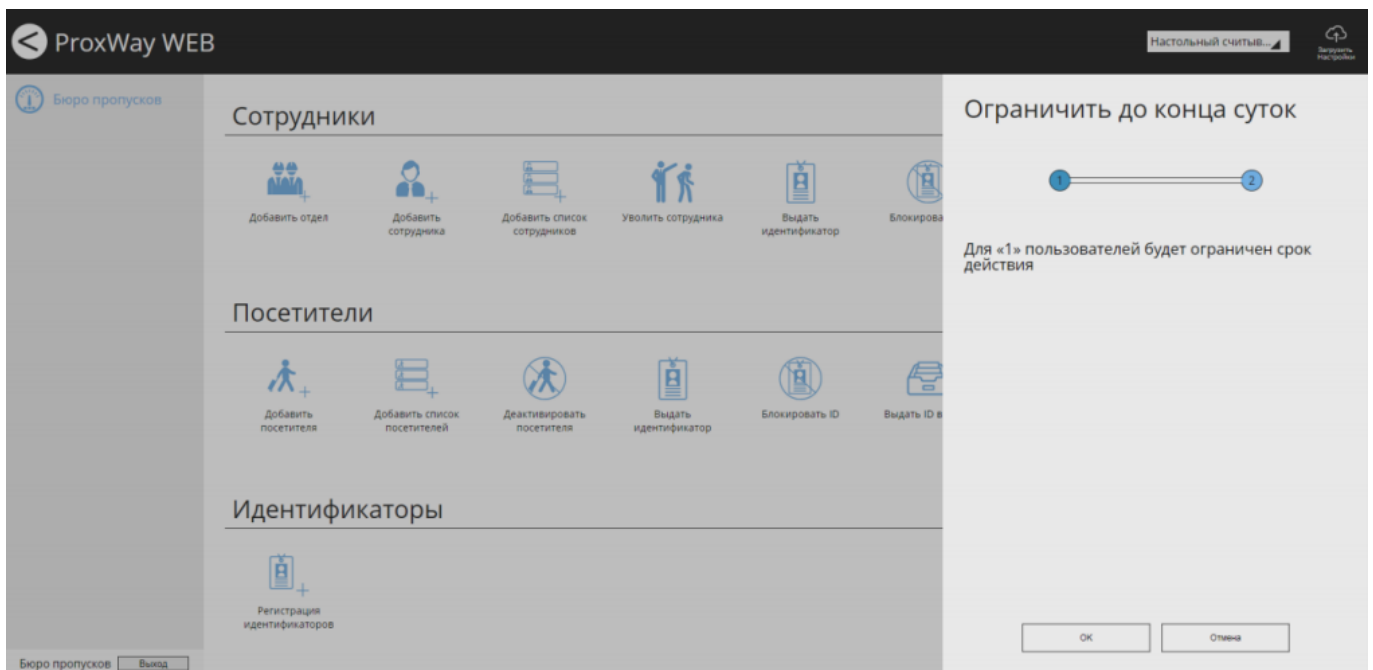 ProxWay WEB
Настольный считыв...
Загрузить
Настройки
Бюро пропусков
Сотрудники
Добавить отдел
Добавить
сотрудника
Добавить список
сотрудников
Уволить сотрудника
Выдать
идентификатор
Блокирова
Посетители
Добавить
посетителя
Добавить список
посетителей
Деактивировать
посетителя
Выдать
идентификатор
Блокировать ID
Выдать ID в
Идентификаторы
Регистрация
идентификаторов
Ограничить до конца суток
1
2
Для «1» пользователей будет ограничен срок
действия
OK
Отмена
Бюро пропусков
Выход